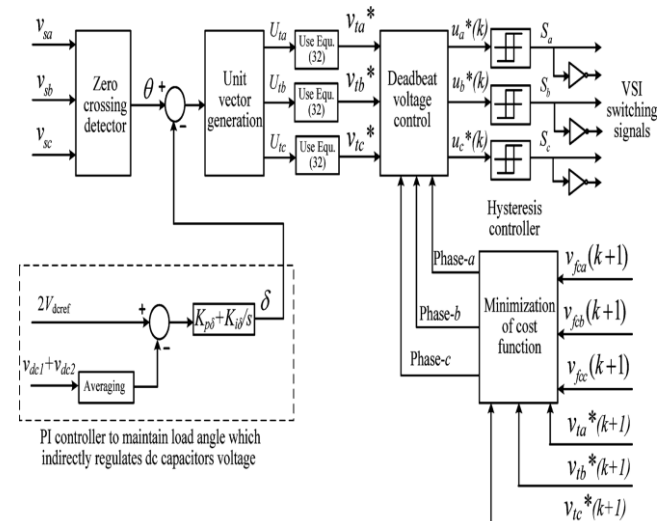 v_sa
v_sb
v_sc
Zero
crossing
detector
θ
+
-
Unit
vector
generation
U_ta
U_tb
U_tc
Use Equ.
(32)
Use Equ.
(32)
Use Equ.
(32)
v_ta*
v_tb*
v_tc*
Deadbeat
voltage
control
u_a*(k)
u_b*(k)
u_c*(k)
S_a
S_b
S_c
VSI
switching
signals
Hysteresis
controller
Phase-a
Phase-b
Phase-c
Minimization
of cost
function
v_fca(k+1)
v_fcb(k+1)
v_fcc(k+1)
v_ta*(k+1)
v_tb*(k+1)
v_tc*(k+1)
2V_dcref
+
-
K_pδ+K_iδ/s
δ
v_dc1+v_dc2
Averaging
PI controller to maintain load angle which
indirectly regulates dc capacitors voltage